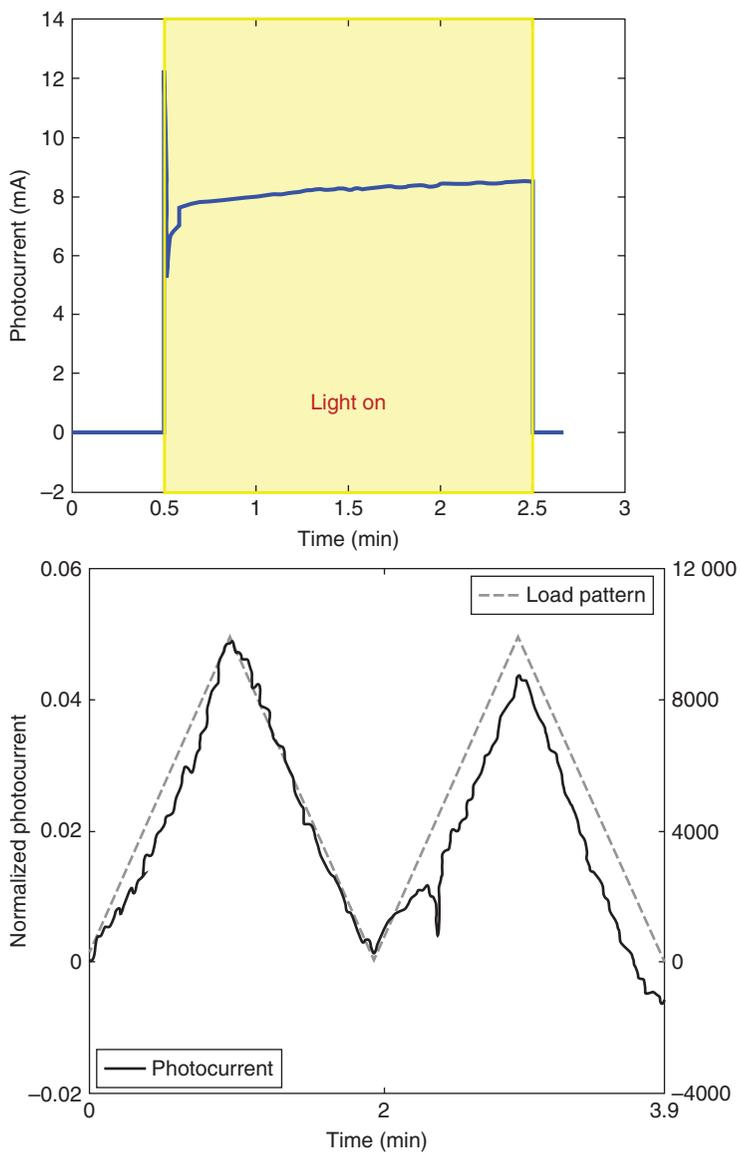 14
12
10
8
6
4
2
0
−2
Photocurrent (mA)
Light on
0 0.5 1 1.5 2 2.5 3
Time (min)
0.06
0.04
0.02
0
−0.02
Normalized photocurrent
12 000
8000
4000
0
−4000
Load pattern
Photocurrent
0 2 3.9
Time (min)